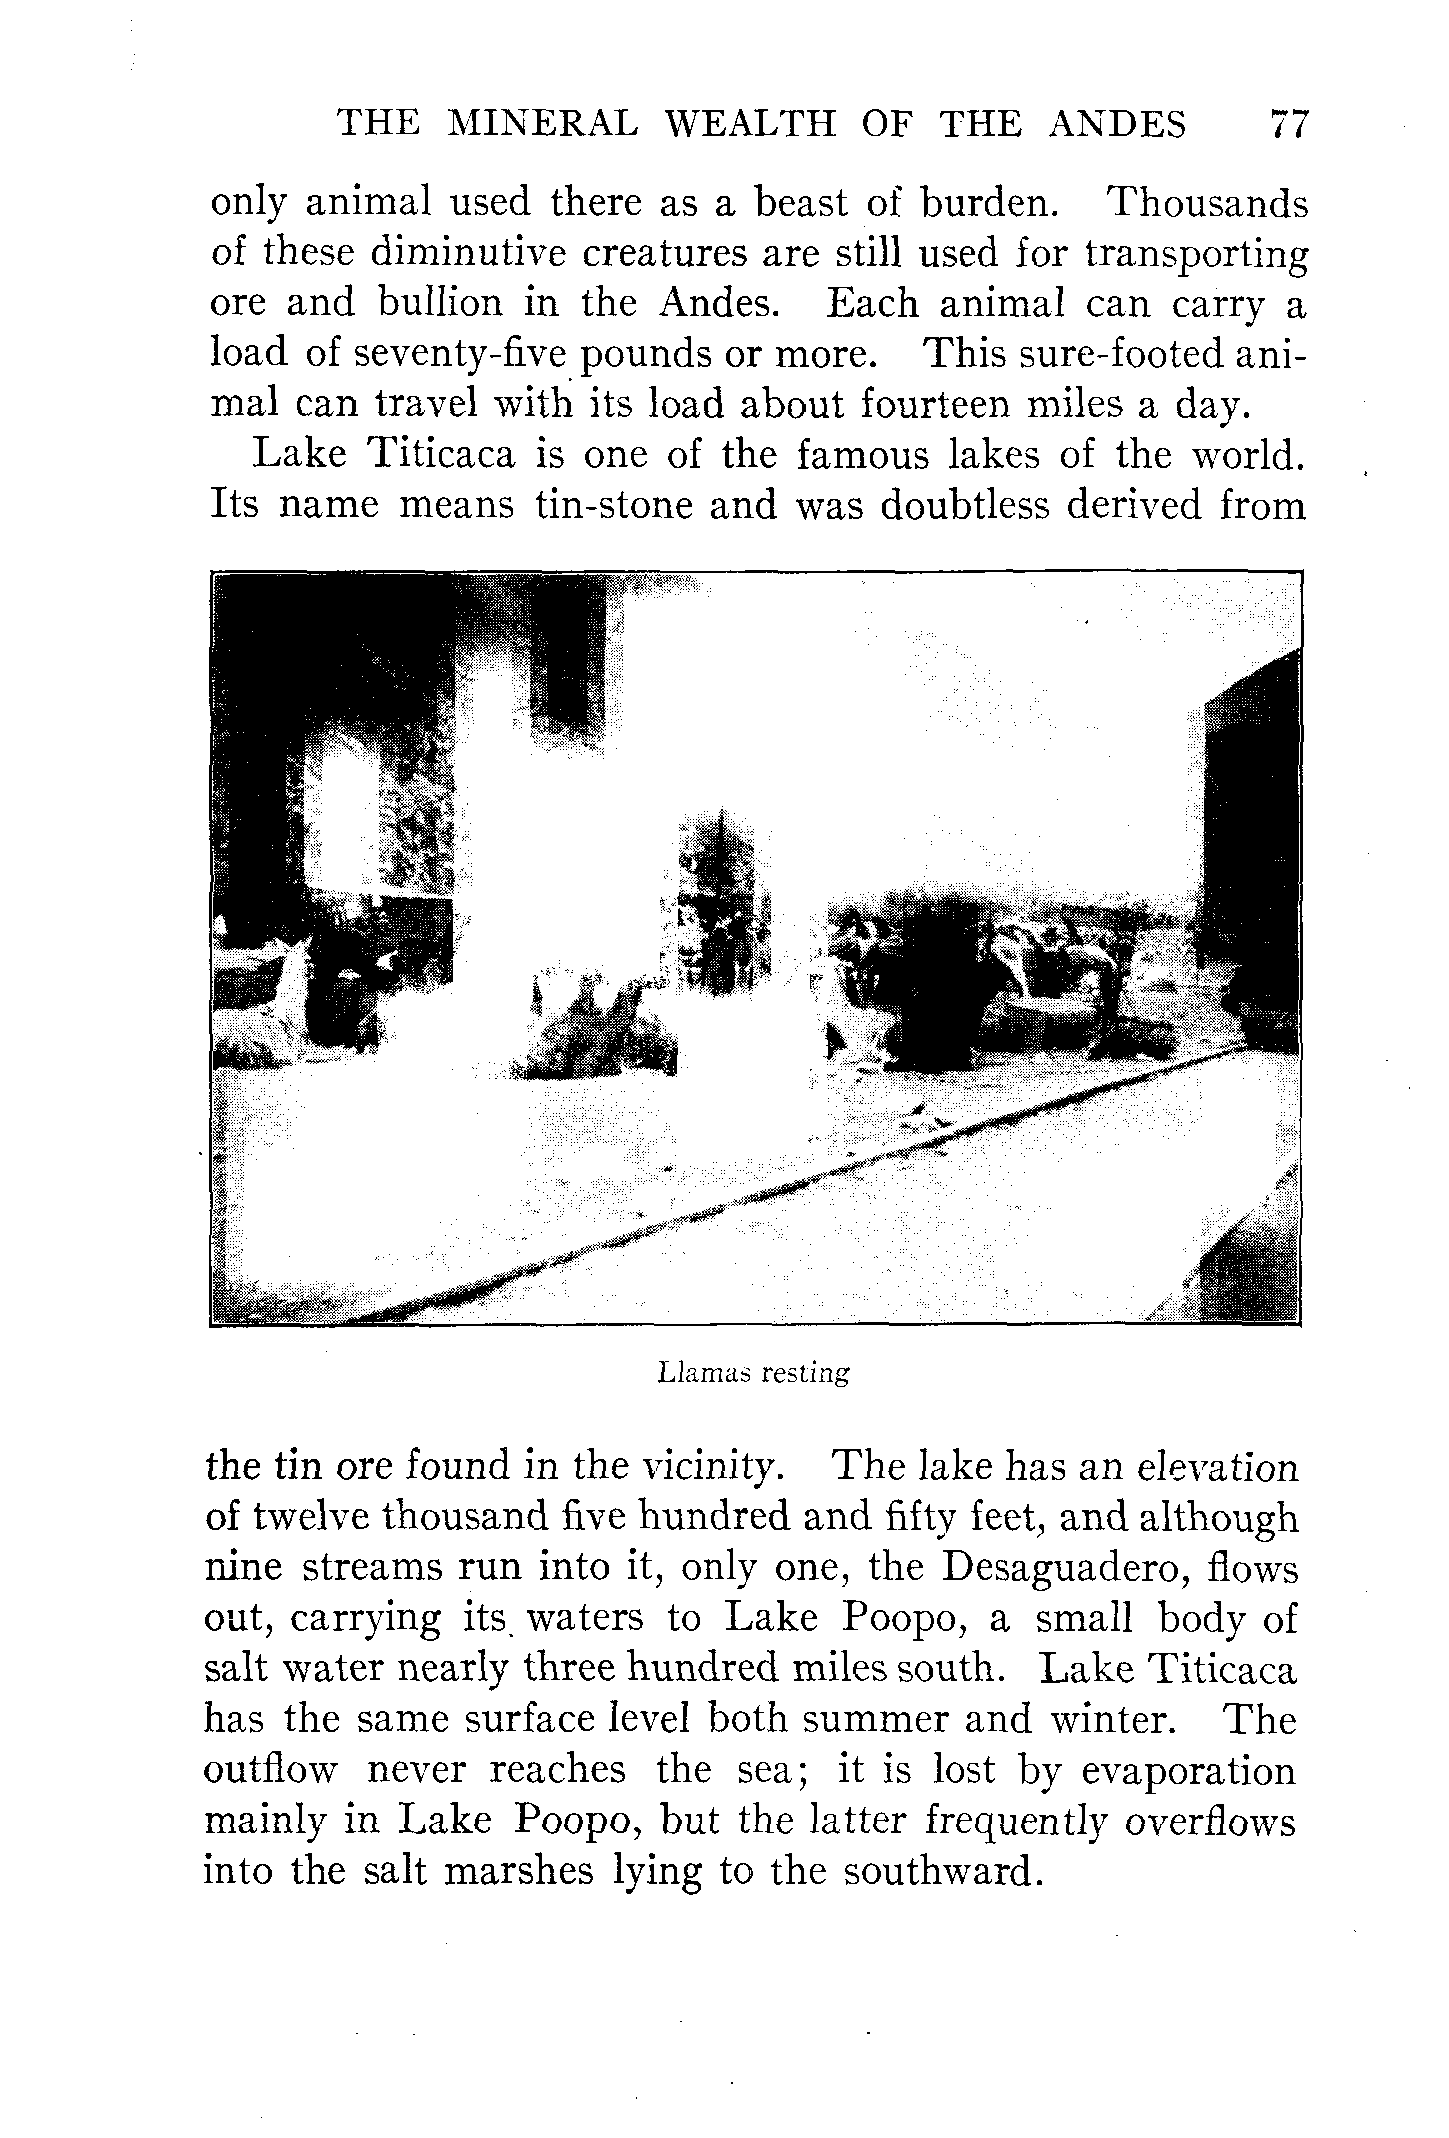 THE MINERAL WEALTH OF THE ANDES 77
only animal used there as a beast of burden. Thousands
of these diminutive creatures are still used for transporting
ore and bullion in the Andes. Each animal can carry a
load of seventy-five pounds or more. This sure-footed ani-
mal can travel with its load about fourteen miles a day.
Lake Titicaca is one of the famous lakes of the world.
Its name means tin-stone and was doubtless derived from
Llamas resting
the tin ore found in the vicinity. The lake has an elevation
of twelve thousand five hundred and fifty feet, and although
nine streams run into it, only one, the Desaguadero, flows
out, carrying its waters to Lake Poopo, a small body of
salt water nearly three hundred miles south. Lake Titicaca
has the same surface level both summer and winter. The
outflow never reaches the sea; it is lost by evaporation
mainly in Lake Poopo, but the latter frequently overflows
into the salt marshes lying to the southward.